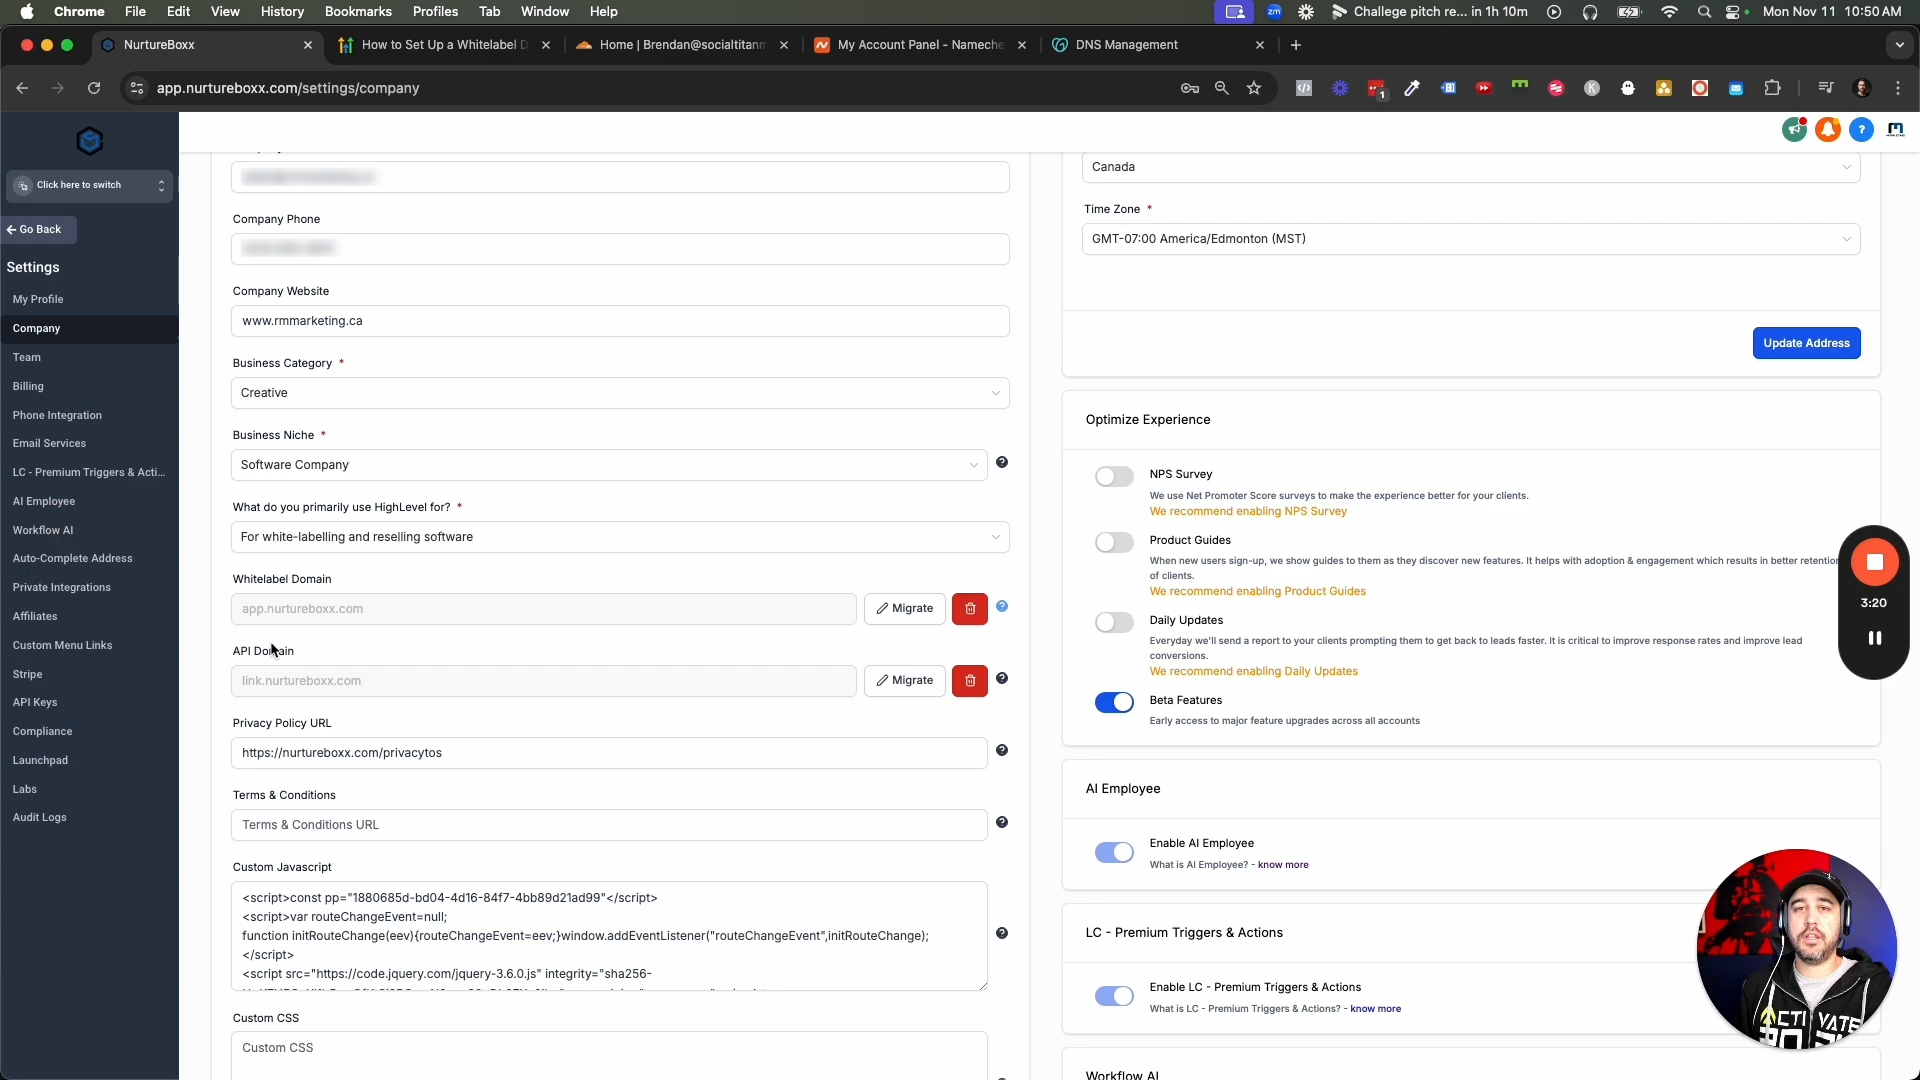 Chrome File Edit View History Bookmarks Profiles Tab Window Help
zm
Challege pitch re... in 1h 10m
Mon Nov 11 10:50 AM
NurtureBoxx
How to Set Up a Whitelabel D
Home | Brendan@socialtitanm
My Account Panel - Namече
DNS Management
app.nurtureboxx.com/settings/company
Click here to switch
Go Back
Settings
My Profile
Company
Team
Billing
Phone Integration
Email Services
LC - Premium Triggers & Acti...
AI Employee
Workflow AI
Auto-Complete Address
Private Integrations
Affiliates
Custom Menu Links
Stripe
API Keys
Compliance
Launchpad
Labs
Audit Logs
Company Phone
Company Website
www.rmmarketing.ca
Business Category *
Creative
Business Niche *
Software Company
What do you primarily use HighLevel for? *
For white-labelling and reselling software
Whitelabel Domain
app.nurtureboxx.com
Migrate
API Domain
link.nurtureboxx.com
Migrate
Privacy Policy URL
https://nurtureboxx.com/privacytos
Terms & Conditions
Terms & Conditions URL
Custom Javascript
<script>const pp="1880685d-bd04-4d16-84f7-4bb89d21ad99"</script>
<script>var routeChangeEvent=null;
function initRouteChange(eev){routeChangeEvent=eev;}window.addEventListener("routeChangeEvent",initRouteChange);
</script>
<script src="https://code.jquery.com/jquery-3.6.0.js" integrity="sha256-
Custom CSS
Custom CSS
Canada
Time Zone *
GMT-07:00 America/Edmonton (MST)
Update Address
Optimize Experience
NPS Survey
We use Net Promoter Score surveys to make the experience better for your clients.
We recommend enabling NPS Survey
Product Guides
When new users sign-up, we show guides to them as they discover new features. It helps with adoption & engagement which results in better retention
of clients.
We recommend enabling Product Guides
Daily Updates
Everyday we'll send a report to your clients prompting them to get back to leads faster. It is critical to improve response rates and improve lead
conversions.
We recommend enabling Daily Updates
Beta Features
Early access to major feature upgrades across all accounts
AI Employee
Enable AI Employee
What is AI Employee? - know more
LC - Premium Triggers & Actions
Enable LC - Premium Triggers & Actions
What is LC - Premium Triggers & Actions? - know more
Workflow AI
3:20